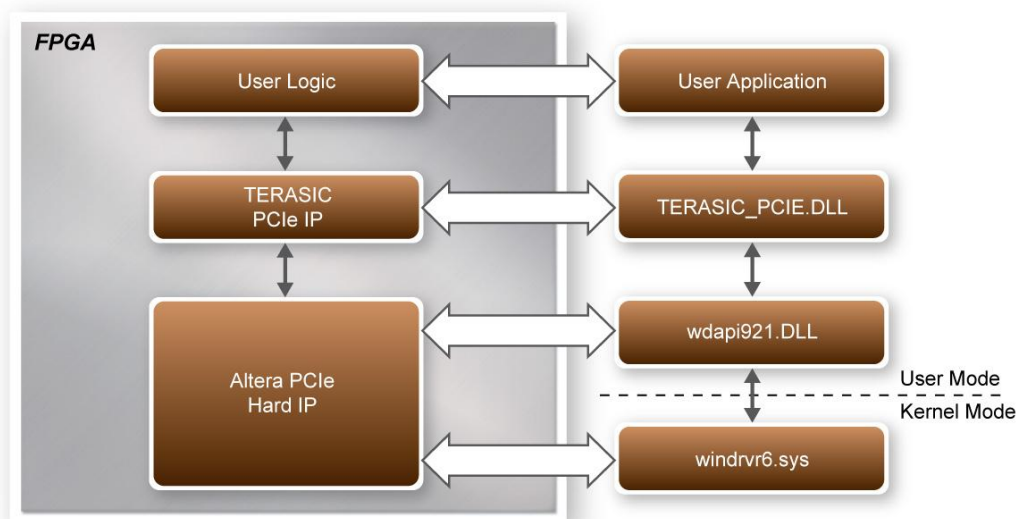 FPGA
User Logic
User Application
TERASIC
PCIe IP
TERASIC_PCIE.DLL
Altera PCIe
Hard IP
wdapi921.DLL
User Mode
Kernel Mode
windrvr6.sys